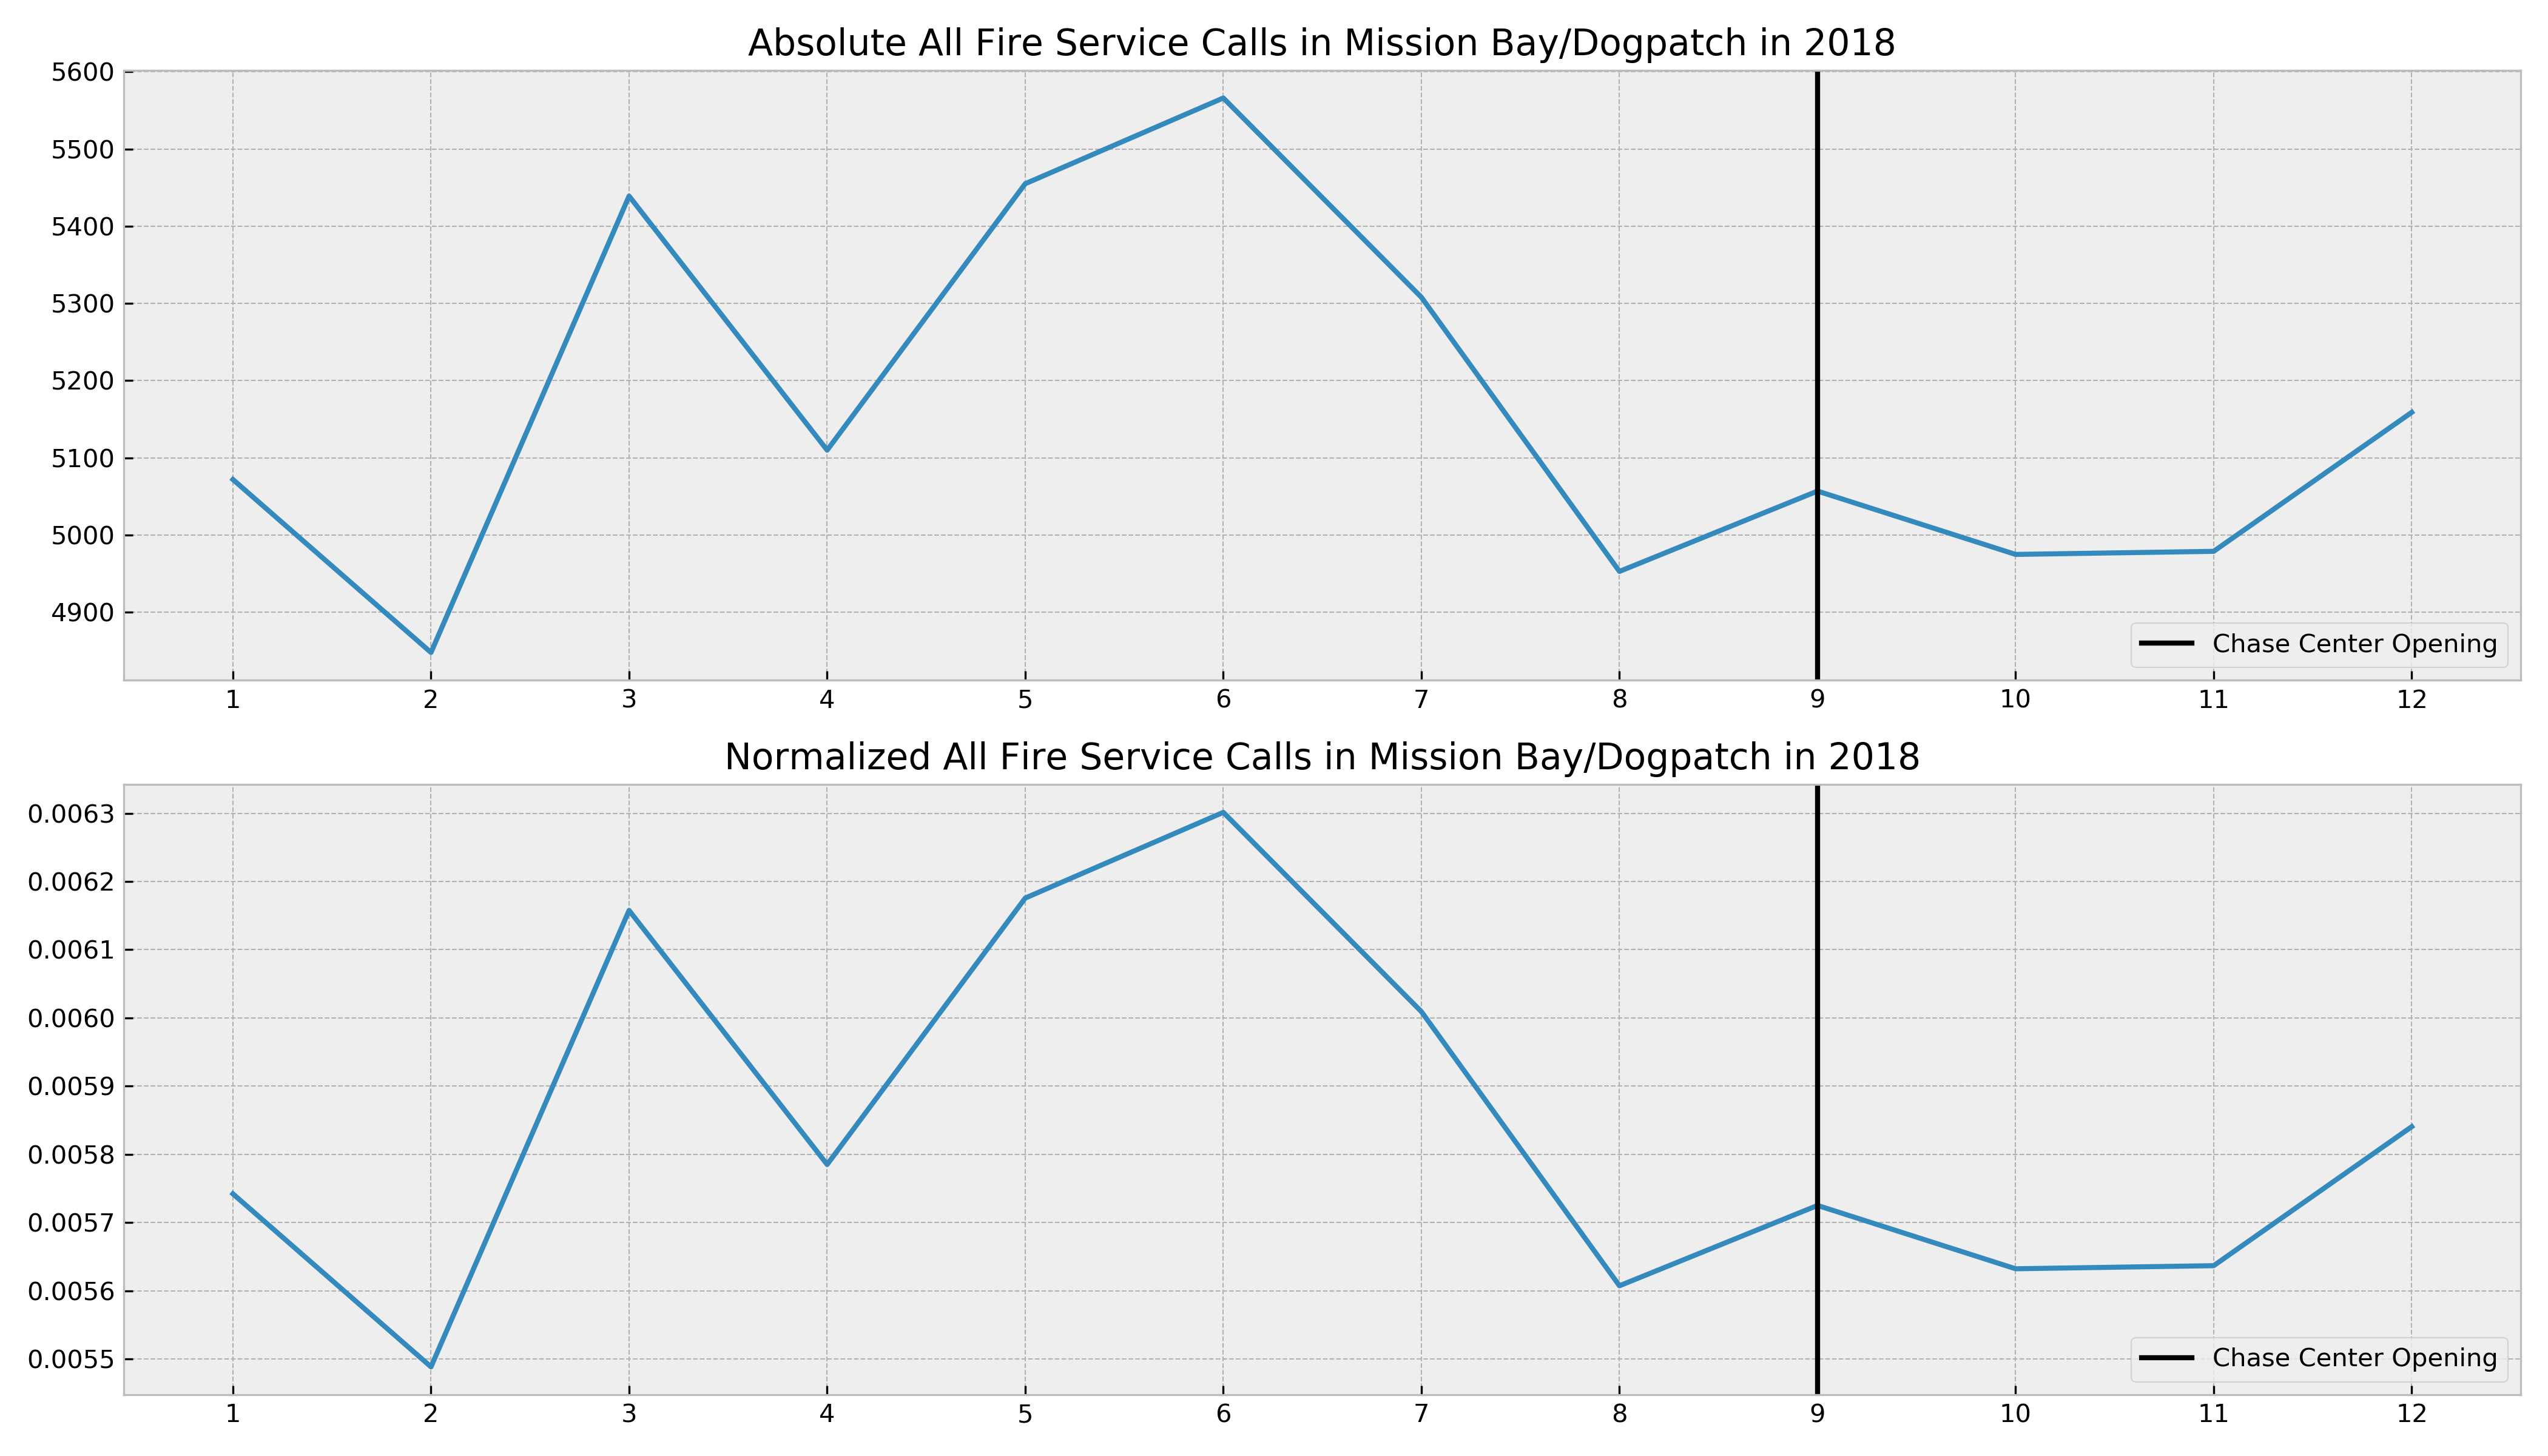 Absolute All Fire Service Calls in Mission Bay/Dogpatch in 2018
5600
5500
5400
5300
5200
5100
5000
4900
Chase Center Opening
1 2 3 4 5 6 7 8 9 10 11 12
Normalized All Fire Service Calls in Mission Bay/Dogpatch in 2018
0.0063
0.0062
0.0061
0.0060
0.0059
0.0058
0.0057
0.0056
0.0055
Chase Center Opening
1 2 3 4 5 6 7 8 9 10 11 12